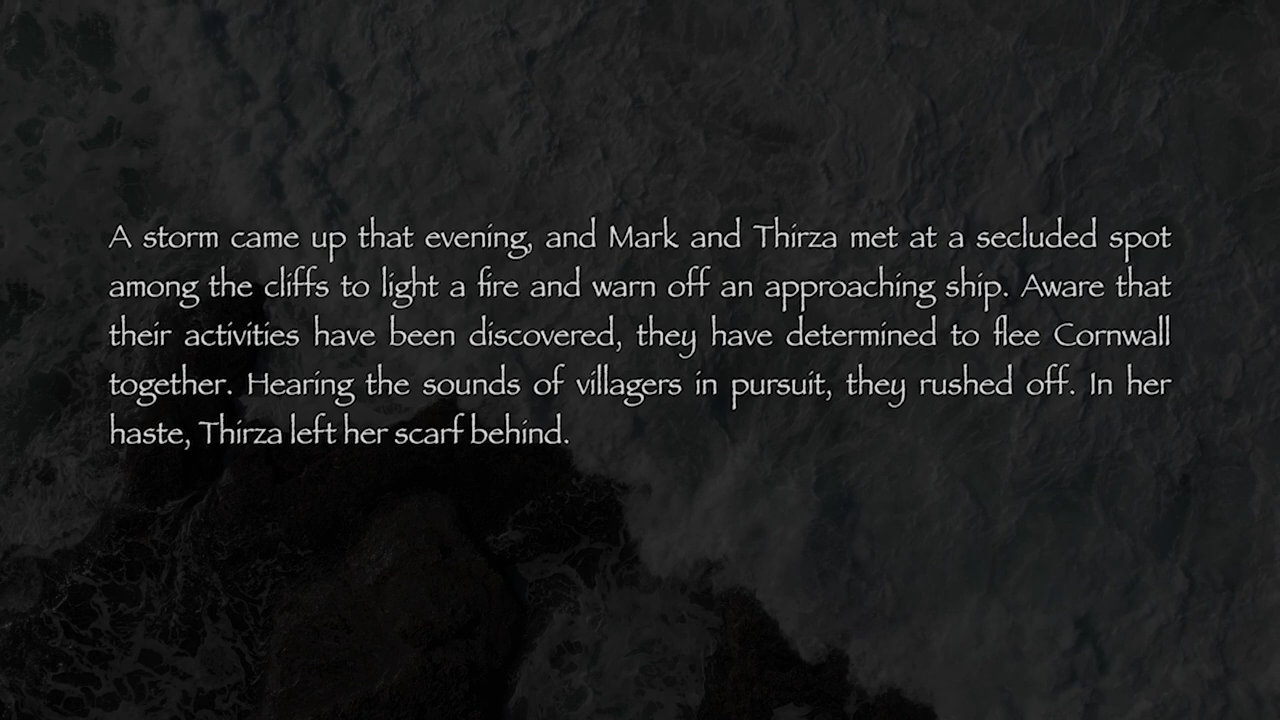 A storm came up that evening, and Mark and Thirza met at a secluded spot
among the cliffs to light a fire and warn off an approaching ship. Aware that
their activities have been discovered, they have determined to flee Cornwall
together. Hearing the sounds of villagers in pursuit, they rushed off. In her
haste, Thirza left her scarf behind.